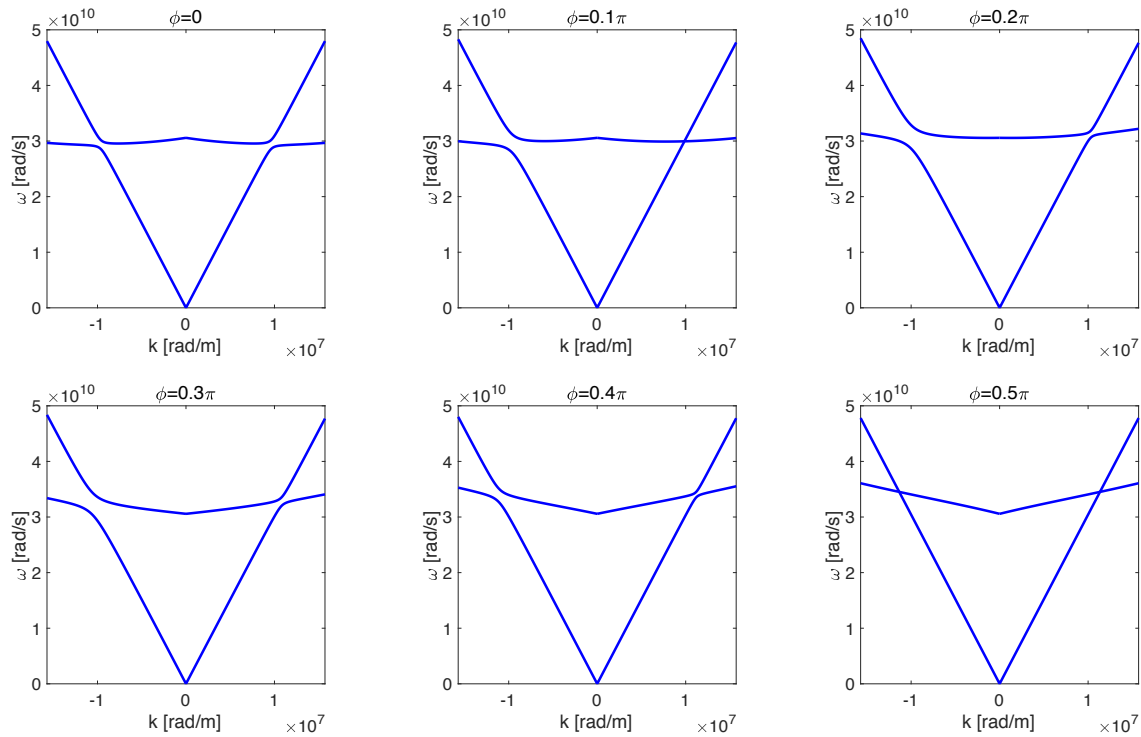 ϕ=0
×10^10
5
4
3
2
1
0
ω [rad/s]
-1 0 1
k [rad/m]
×10^7
ϕ=0.1π
×10^10
5
4
3
2
1
0
ω [rad/s]
-1 0 1
k [rad/m]
×10^7
ϕ=0.2π
×10^10
5
4
3
2
1
0
ω [rad/s]
-1 0 1
k [rad/m]
×10^7
ϕ=0.3π
×10^10
5
4
3
2
1
0
ω [rad/s]
-1 0 1
k [rad/m]
×10^7
ϕ=0.4π
×10^10
5
4
3
2
1
0
ω [rad/s]
-1 0 1
k [rad/m]
×10^7
ϕ=0.5π
×10^10
5
4
3
2
1
0
ω [rad/s]
-1 0 1
k [rad/m]
×10^7